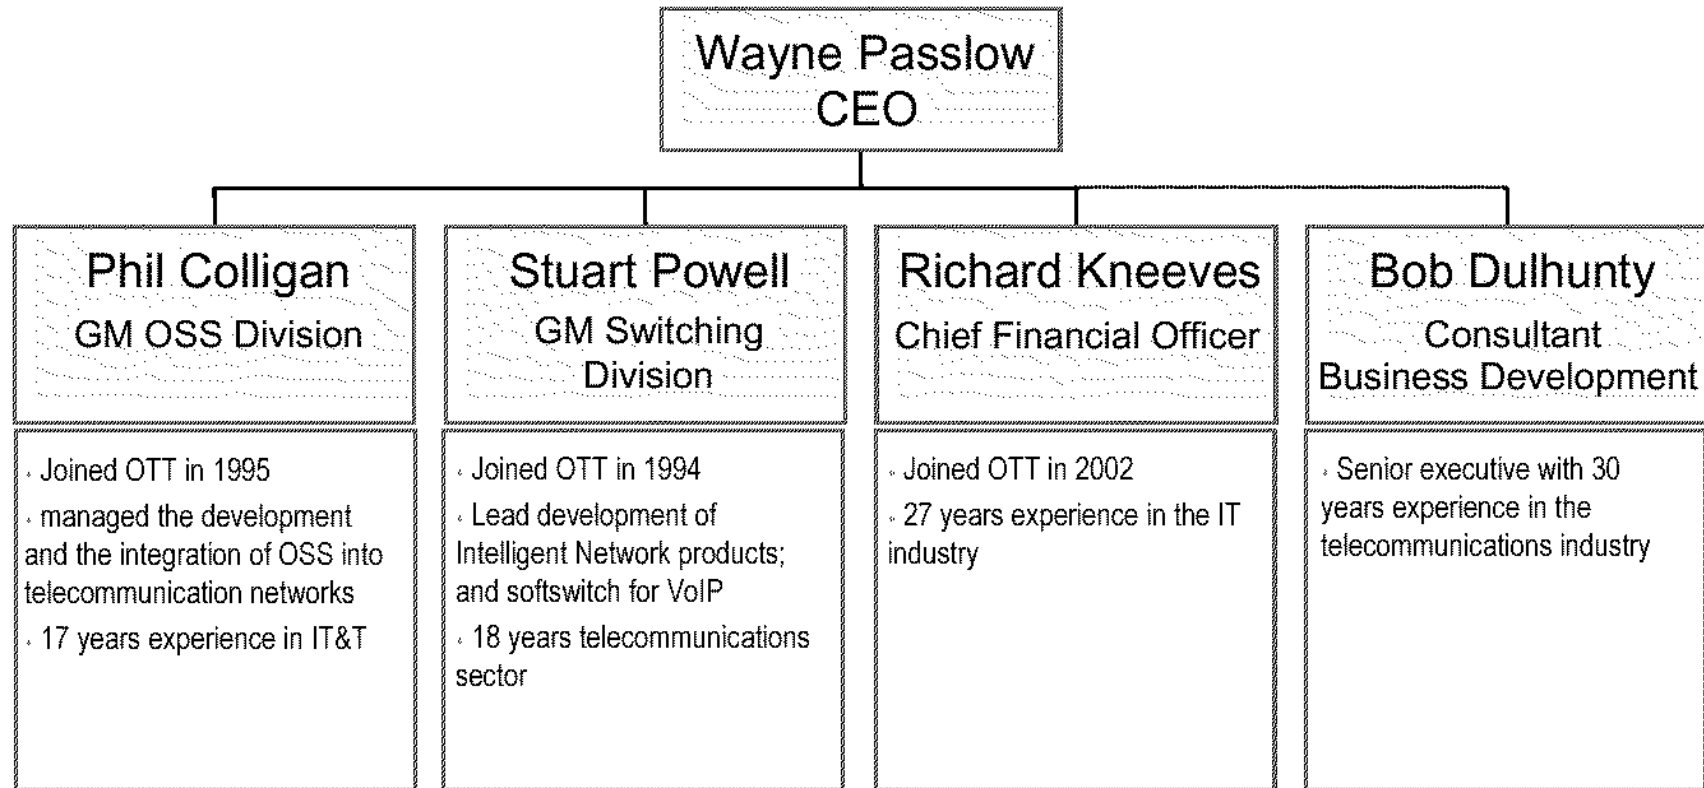 Wayne Passlow
CEO
Phil Colligan
GM OSS Division
Stuart Powell
GM Switching
Division
Richard Kneeves
Chief Financial Officer
Bob Dulhunty
Consultant
Business Development
Joined OTT in 1995
managed the development
and the integration of OSS into
telecommunication networks
17 years experience in IT&T
Joined OTT in 1994
Lead development of
Intelligent Network products;
and softswitch for VoIP
18 years telecommunications
sector
Joined OTT in 2002
27 years experience in the IT
industry
Senior executive with 30
years experience in the
telecommunications industry